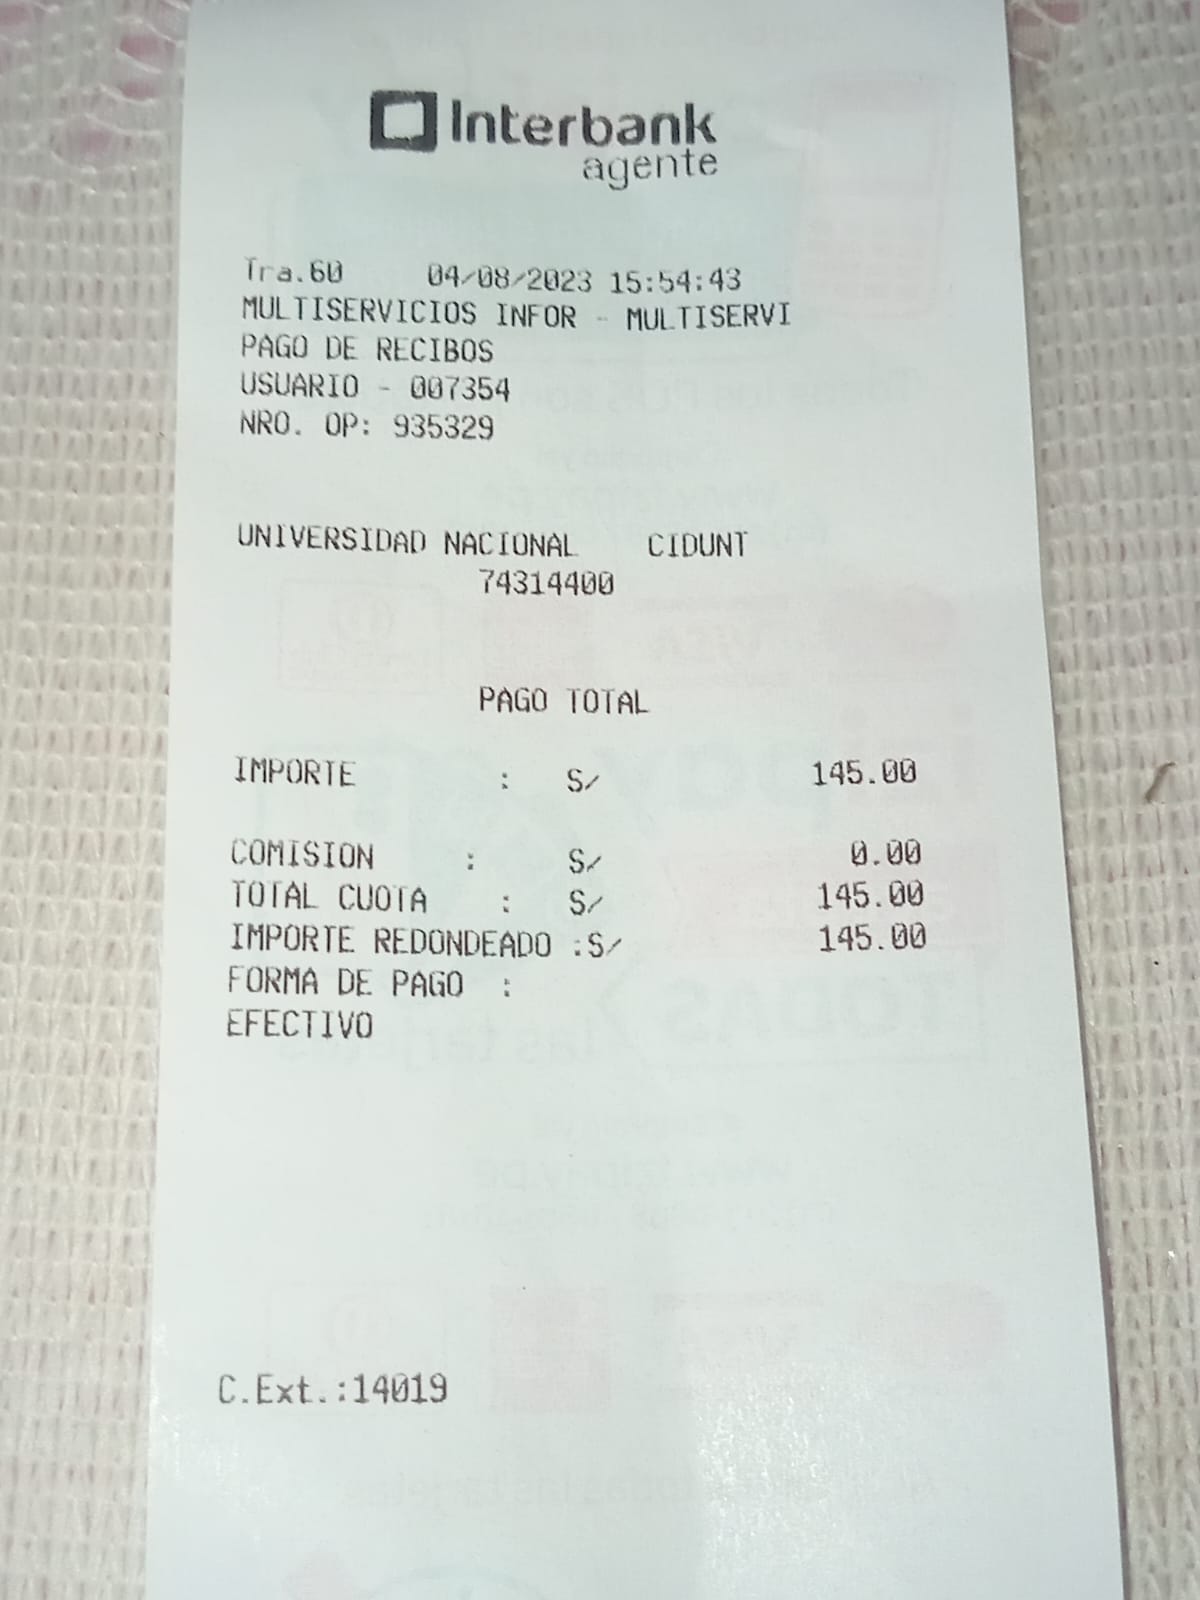 Interbank
agente
Tra.60 04/08/2023 15:54:43
MULTISERVICIOS INFOR - MULTISERVI
PAGO DE RECIBOS
USUARIO - 007354
NRO. OP: 935329
UNIVERSIDAD NACIONAL CIDUNT
74314400
PAGO TOTAL
IMPORTE : S/ 145.00
COMISION : S/ 0.00
TOTAL CUOTA : S/ 145.00
IMPORTE REDONDEADO :S/ 145.00
FORMA DE PAGO :
EFECTIVO
C.Ext.:14019